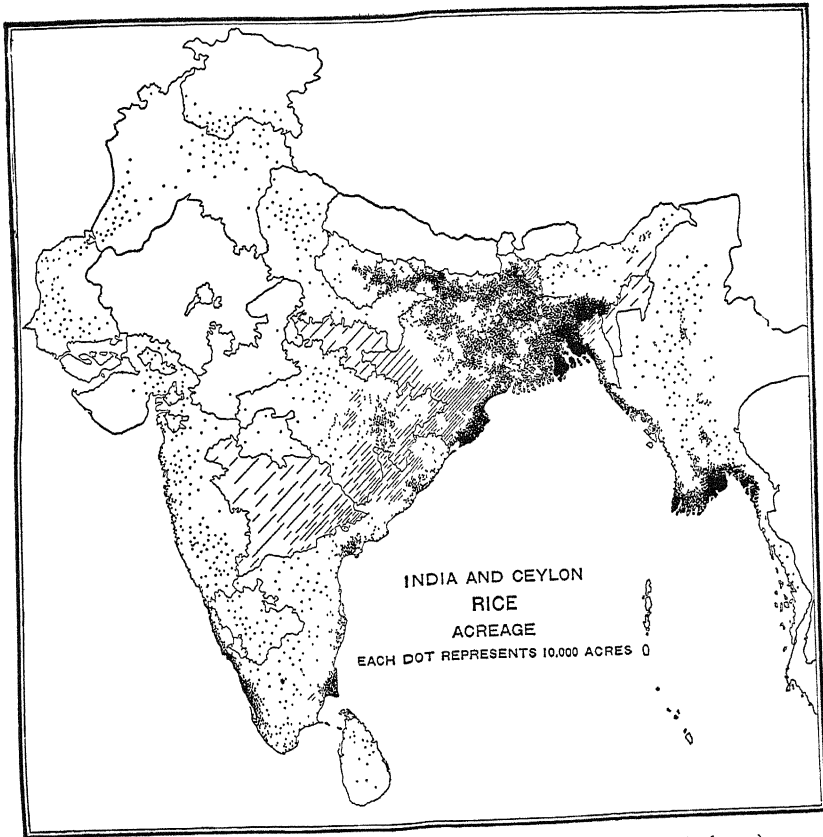 INDIA AND CEYLON
RICE
ACREAGE
EACH DOT REPRESENTS 10,000 ACRES